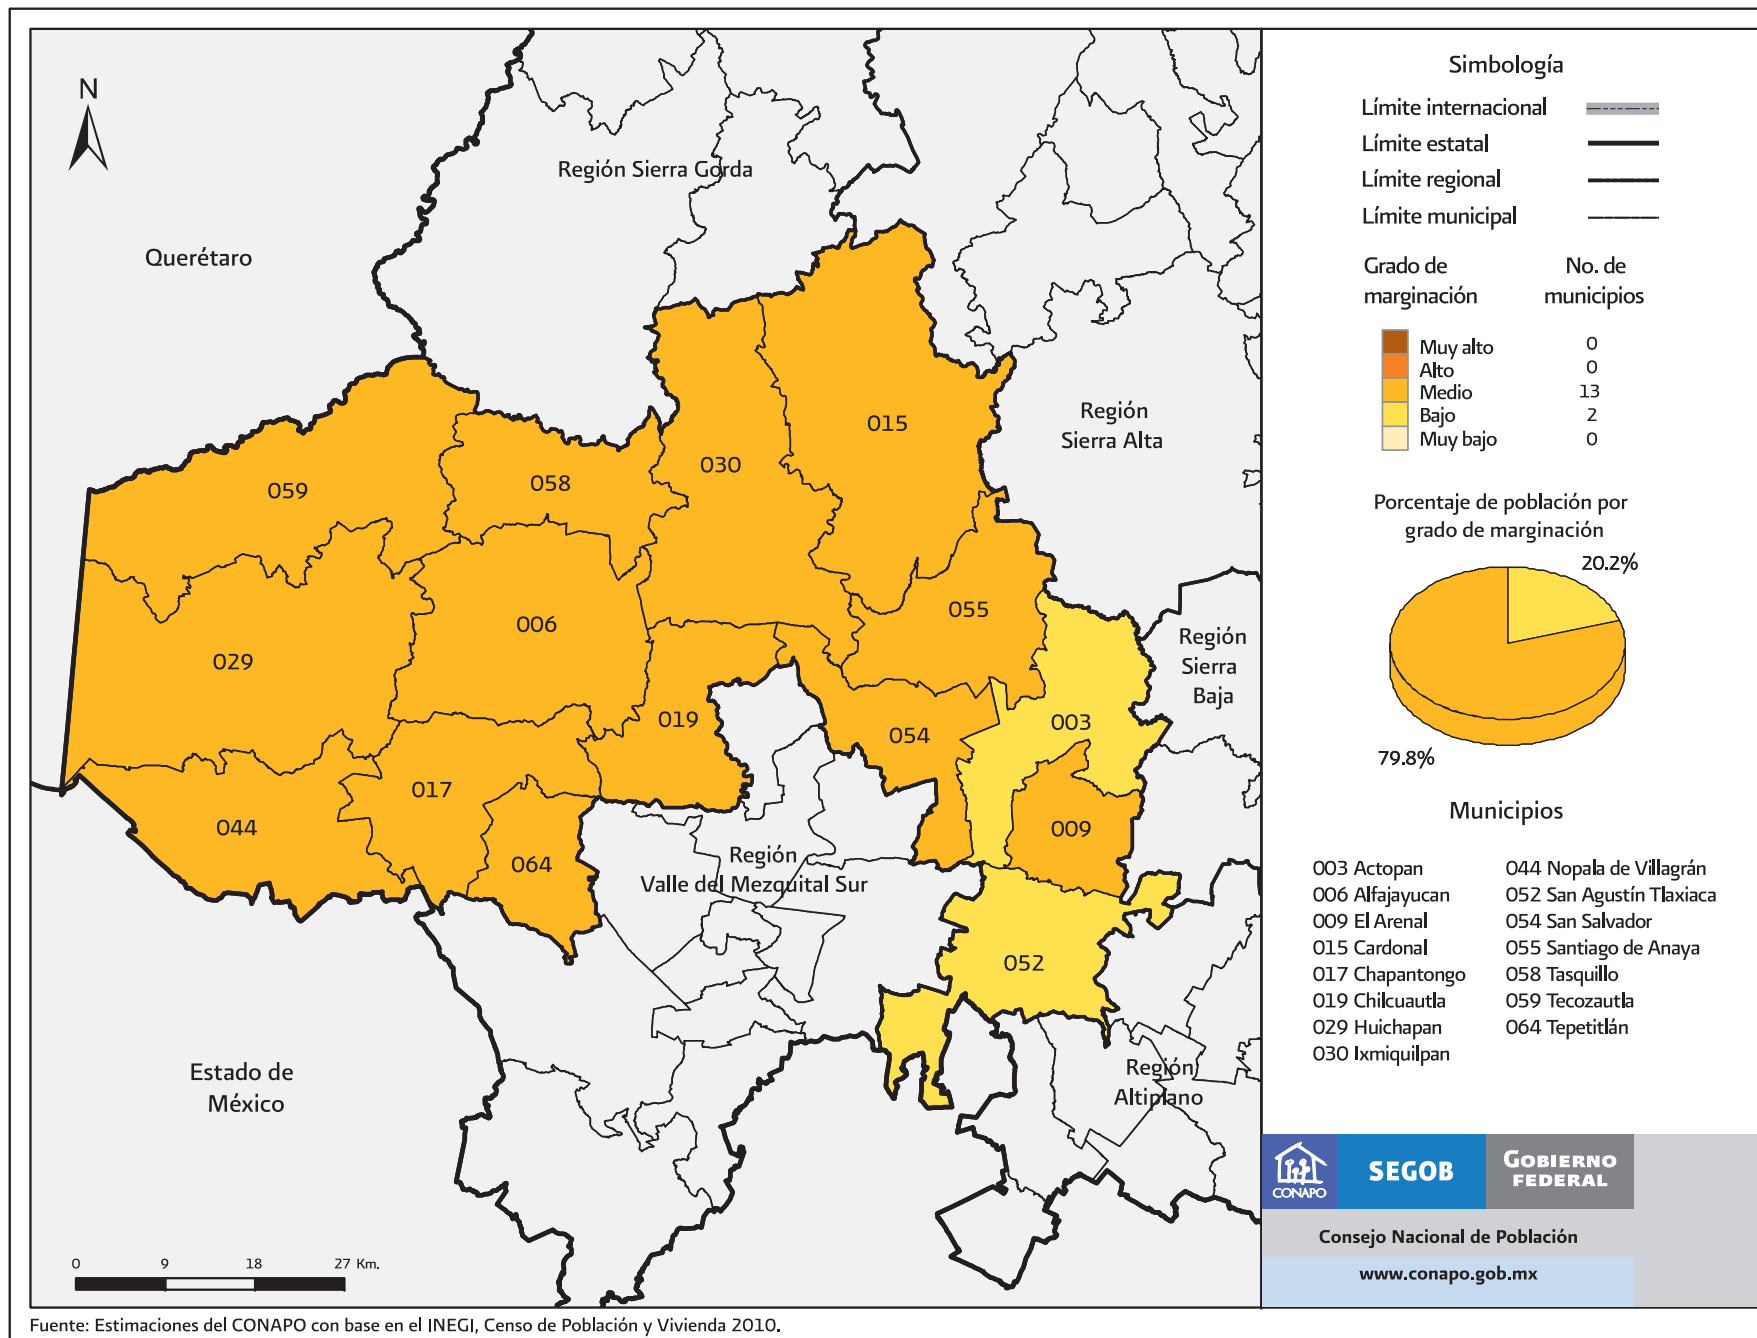 N
Región Sierra Gorda
Querétaro
Región
Sierra Alta
Región
Sierra
Baja
015
030
058
059
055
006
029
003
019
054
017
044
009
064
052
Región
Valle del Mezquital Sur
Estado de
México
Región
Altiplano
0 9 18 27 Km.
Simbología
Límite internacional
Límite estatal
Límite regional
Límite municipal
Grado de marginación No. de municipios
Muy alto 0
Alto 0
Medio 13
Bajo 2
Muy bajo 0
Porcentaje de población por
grado de marginación
20.2%
79.8%
Municipios
003 Actopan 044 Nopala de Villagrán
006 Alfajayucan 052 San Agustín Tlaxiaca
009 El Arenal 054 San Salvador
015 Cardonal 055 Santiago de Anaya
017 Chapantongo 058 Tasquillo
019 Chilcuautla 059 Tecozautla
029 Huichapan 064 Tepetitlán
030 Ixmiquilpan
CONAPO
SEGOB
GOBIERNO
FEDERAL
Consejo Nacional de Población
www.conapo.gob.mx
Fuente: Estimaciones del CONAPO con base en el INEGI, Censo de Población y Vivienda 2010.